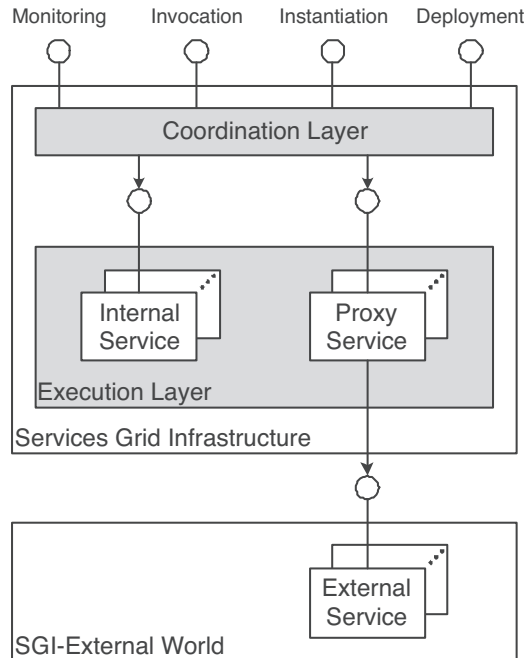 Monitoring Invocation Instantiation Deployment
Coordination Layer
Internal
Service
Proxy
Service
Execution Layer
Services Grid Infrastructure
External
Service
SGI-External World